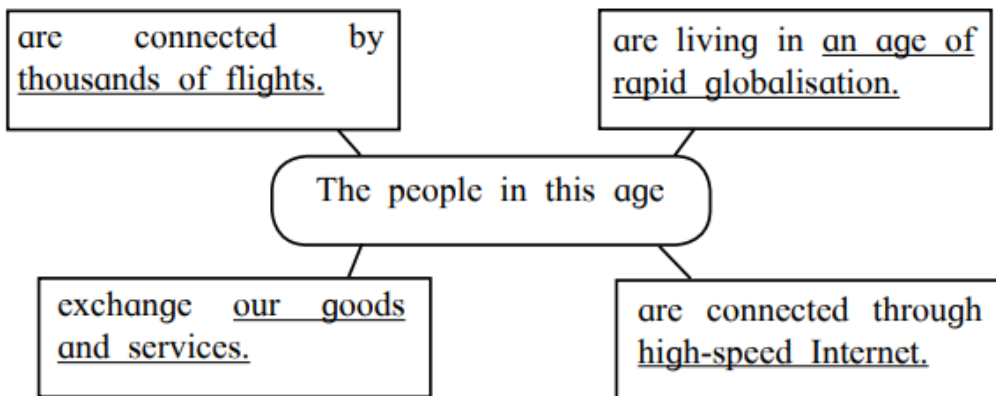 are connected by
thousands of flights.
are living in an age of
rapid globalisation.
The people in this age
exchange our goods
and services.
are connected through
high-speed Internet.